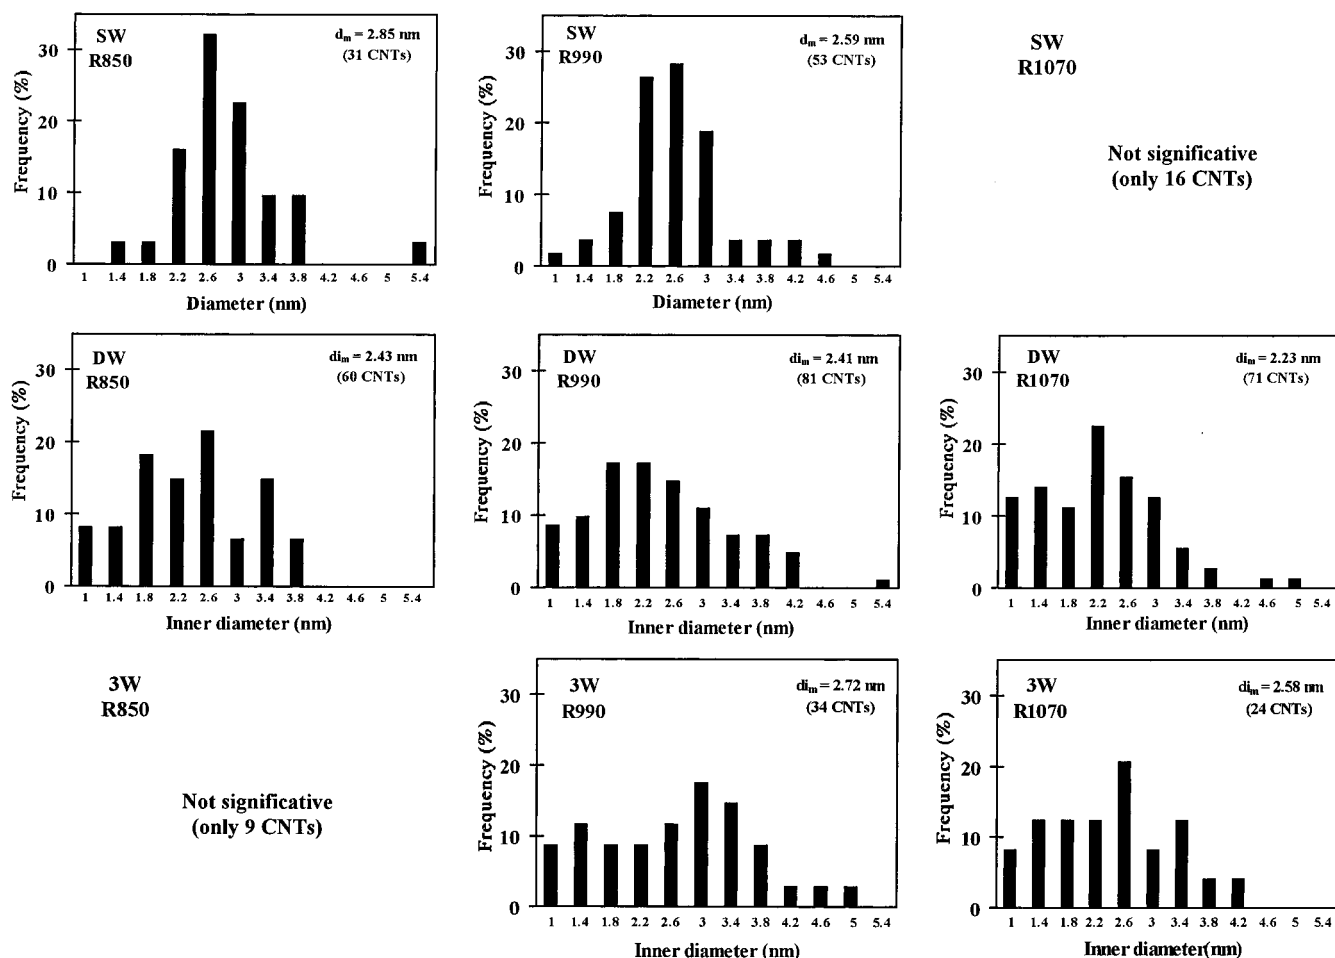 SW
R850
dm = 2.85 nm
(31 CNTs)
Frequency (%)
30
20
10
0
1 1.4 1.8 2.2 2.6 3 3.4 3.8 4.2 4.6 5 5.4
Diameter (nm)
SW
R990
dm = 2.59 nm
(53 CNTs)
Frequency (%)
30
20
10
0
1 1.4 1.8 2.2 2.6 3 3.4 3.8 4.2 4.6 5 5.4
Diameter (nm)
SW
R1070
Not significative
(only 16 CNTs)
DW
R850
dim = 2.43 nm
(60 CNTs)
Frequency (%)
30
20
10
0
1 1.4 1.8 2.2 2.6 3 3.4 3.8 4.2 4.6 5 5.4
Inner diameter (nm)
DW
R990
dim = 2.41 nm
(81 CNTs)
Frequency (%)
30
20
10
0
1 1.4 1.8 2.2 2.6 3 3.4 3.8 4.2 4.6 5 5.4
Inner diameter (nm)
DW
R1070
dim = 2.23 nm
(71 CNTs)
Frequency (%)
30
20
10
0
1 1.4 1.8 2.2 2.6 3 3.4 3.8 4.2 4.6 5 5.4
Inner diameter (nm)
3W
R850
Not significative
(only 9 CNTs)
3W
R990
dim = 2.72 nm
(34 CNTs)
Frequency (%)
30
20
10
0
1 1.4 1.8 2.2 2.6 3 3.4 3.8 4.2 4.6 5 5.4
Inner diameter (nm)
3W
R1070
dim = 2.58 nm
(24 CNTs)
Frequency (%)
30
20
10
0
1 1.4 1.8 2.2 2.6 3 3.4 3.8 4.2 4.6 5 5.4
Inner diameter(nm)